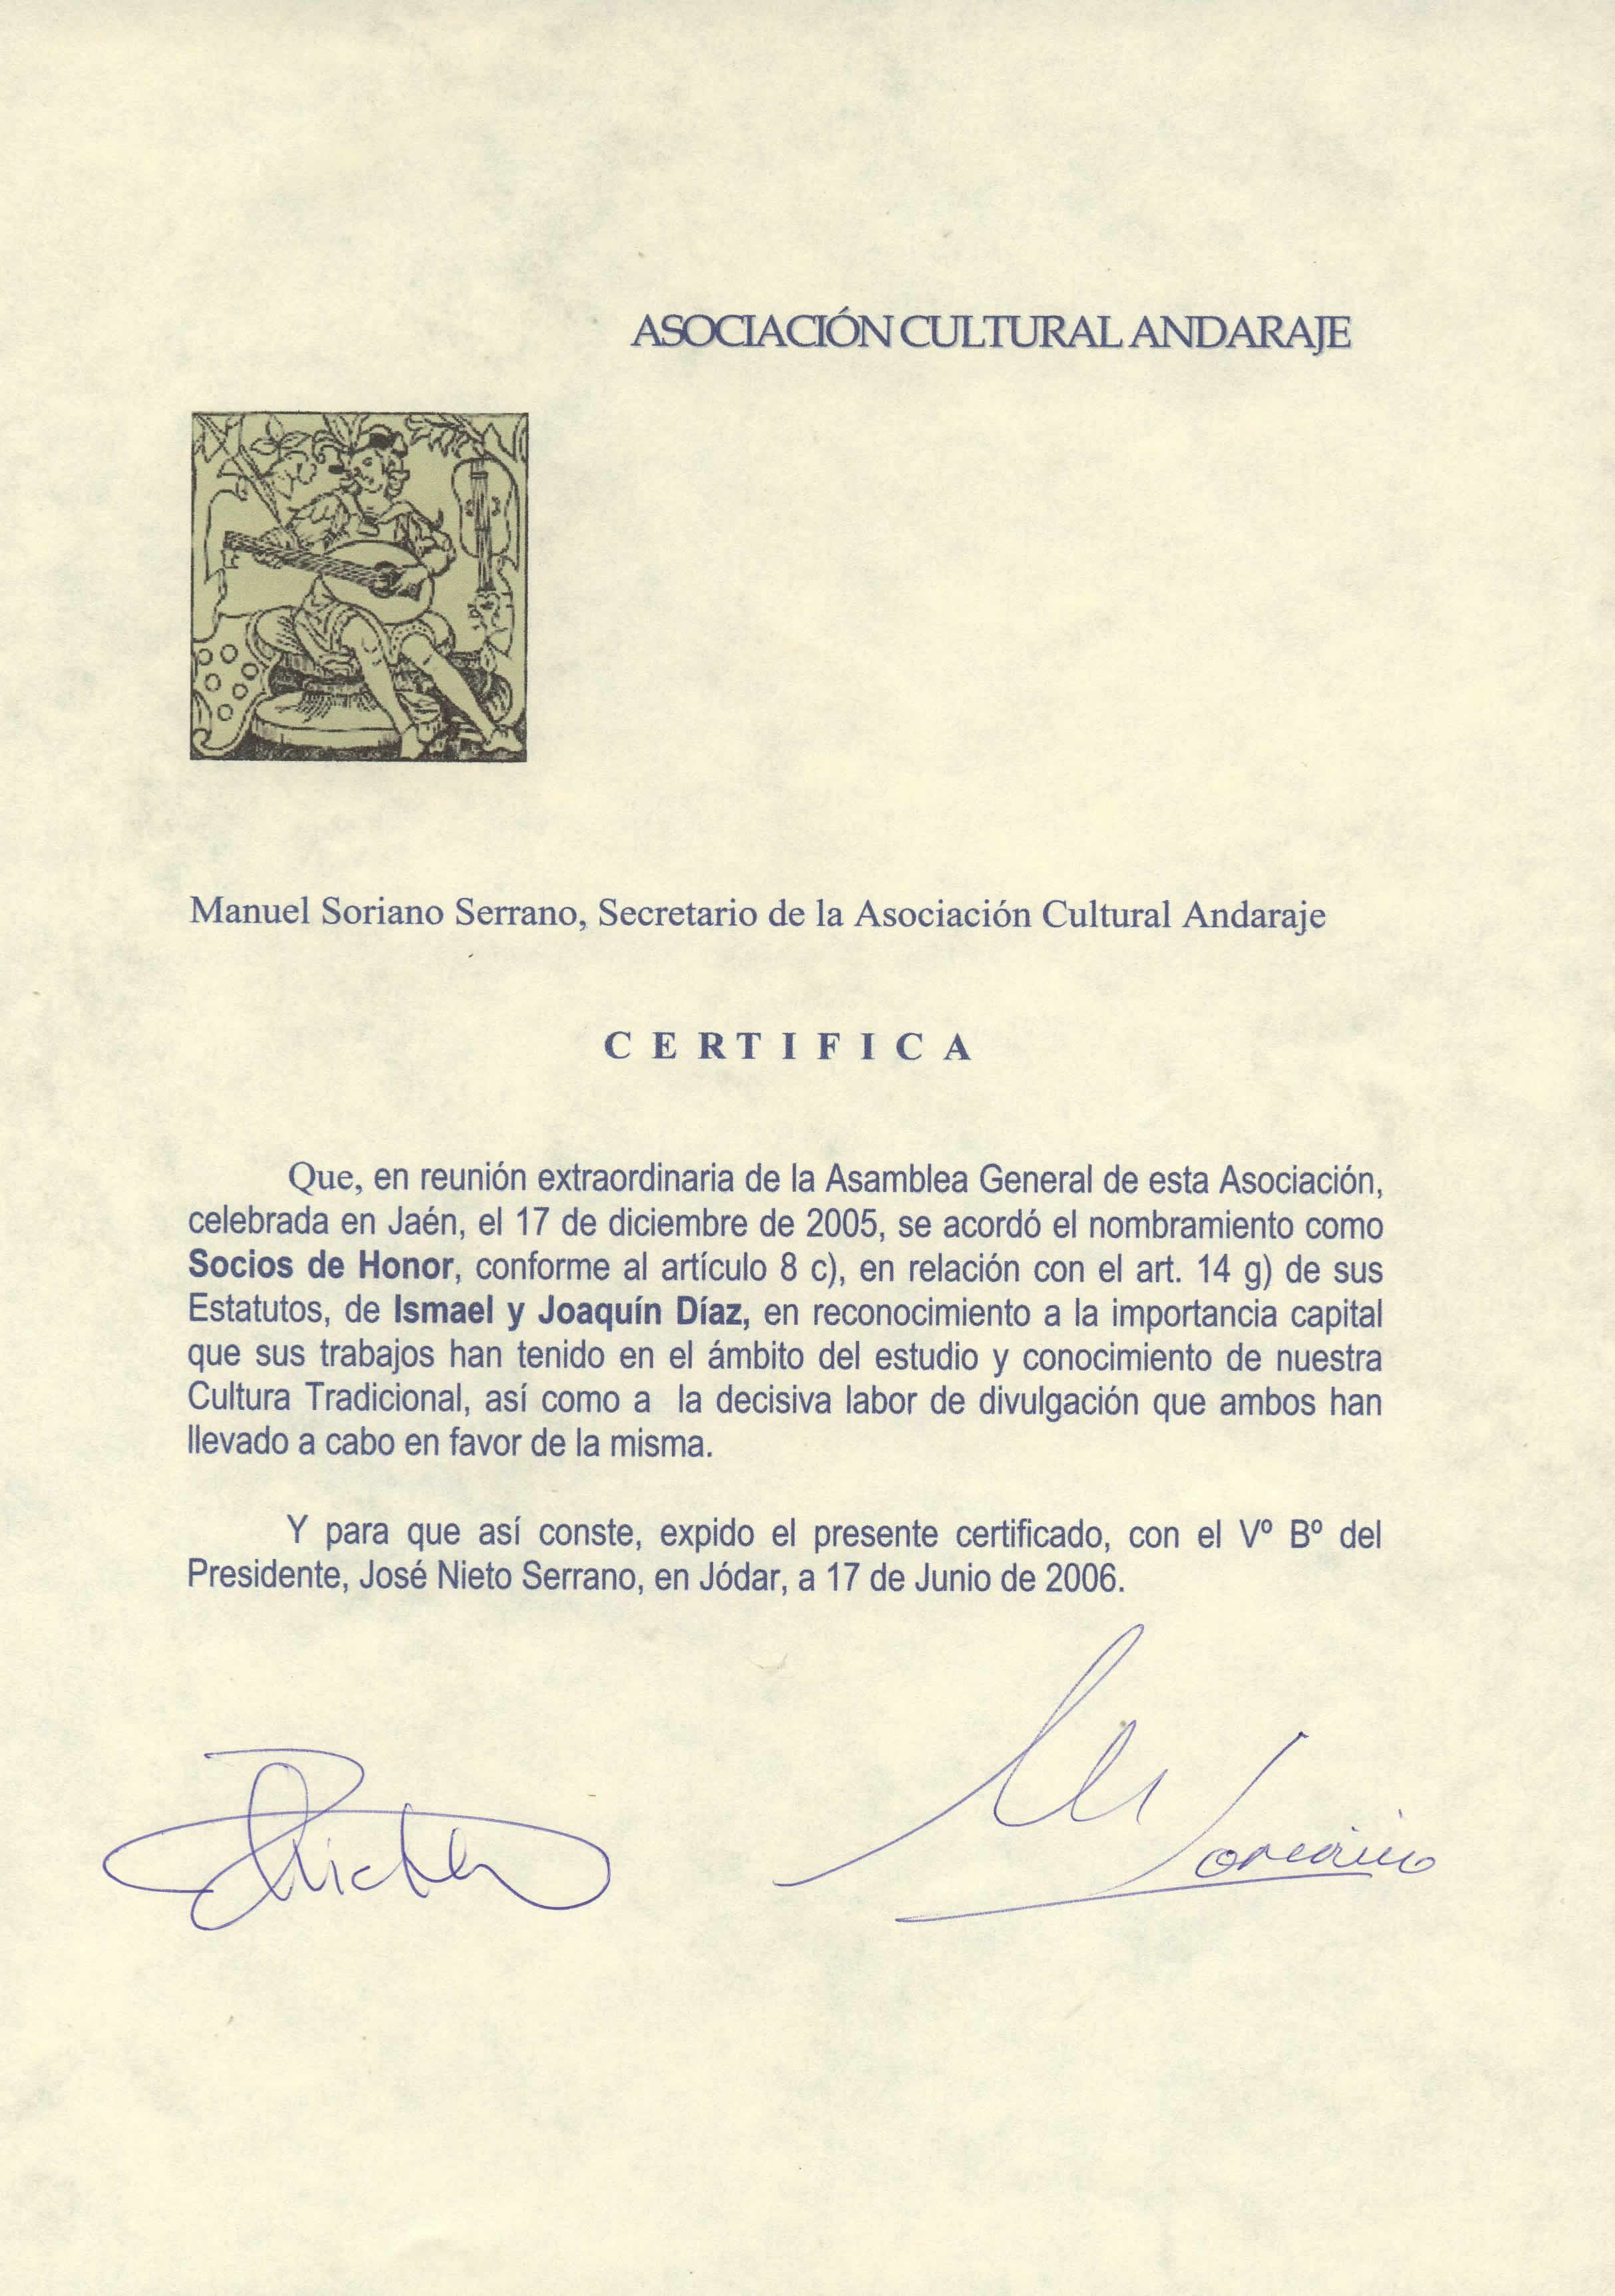 ASOCIACIÓN CULTURAL ANDARAJE
Manuel Soriano Serrano, Secretario de la Asociación Cultural Andaraje
C E R T I F I C A
Que, en reunión extraordinaria de la Asamblea General de esta Asociación,
celebrada en Jaén, el 17 de diciembre de 2005, se acordó el nombramiento como
Socios de Honor, conforme al artículo 8 c), en relación con el art. 14 g) de sus
Estatutos, de Ismael y Joaquín Díaz, en reconocimiento a la importancia capital
que sus trabajos han tenido en el ámbito del estudio y conocimiento de nuestra
Cultura Tradicional, así como a la decisiva labor de divulgación que ambos han
llevado a cabo en favor de la misma.
Y para que así conste, expido el presente certificado, con el Vº Bº del
Presidente, José Nieto Serrano, en Jódar, a 17 de Junio de 2006.